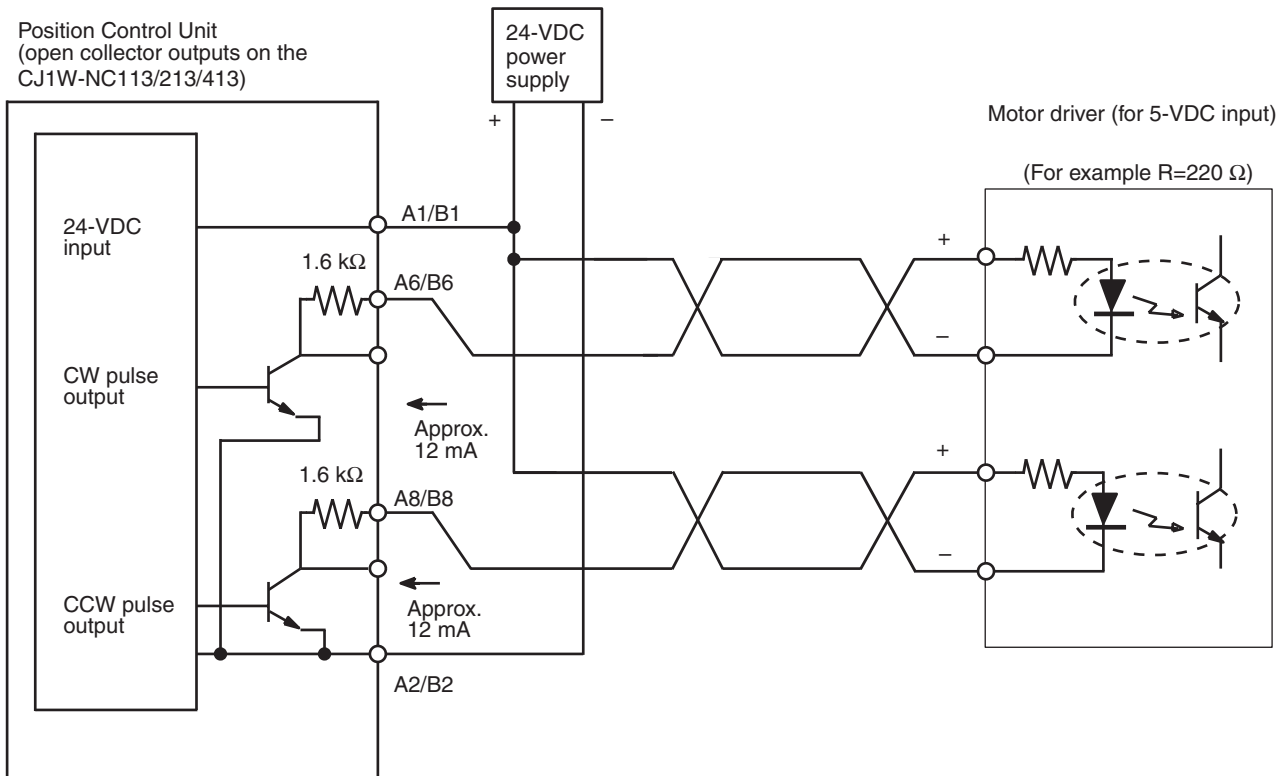 Position Control Unit
(open collector outputs on the
CJ1W-NC113/213/413)
24-VDC
power
supply
+
–
Motor driver (for 5-VDC input)
(For example R=220 Ω)
24-VDC
input
A1/B1
1.6 kΩ
A6/B6
+
–
CW pulse
output
Approx.
12 mA
1.6 kΩ
A8/B8
+
–
CCW pulse
output
Approx.
12 mA
A2/B2